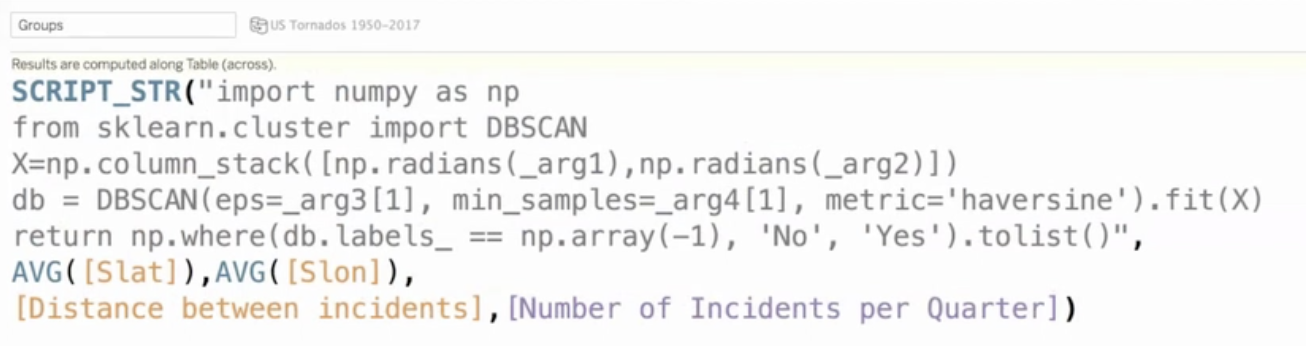 Groups US Tornados 1950–2017
Results are computed along Table (across).
SCRIPT_STR("import numpy as np
from sklearn.cluster import DBSCAN
X=np.column_stack([np.radians(_arg1),np.radians(_arg2)])
db = DBSCAN(eps=_arg3[1], min_samples=_arg4[1], metric='haversine').fit(X)
return np.where(db.labels_ == np.array(-1), 'No', 'Yes').tolist()",
AVG([Slat]),AVG([Slon]),
[Distance between incidents],[Number of Incidents per Quarter])